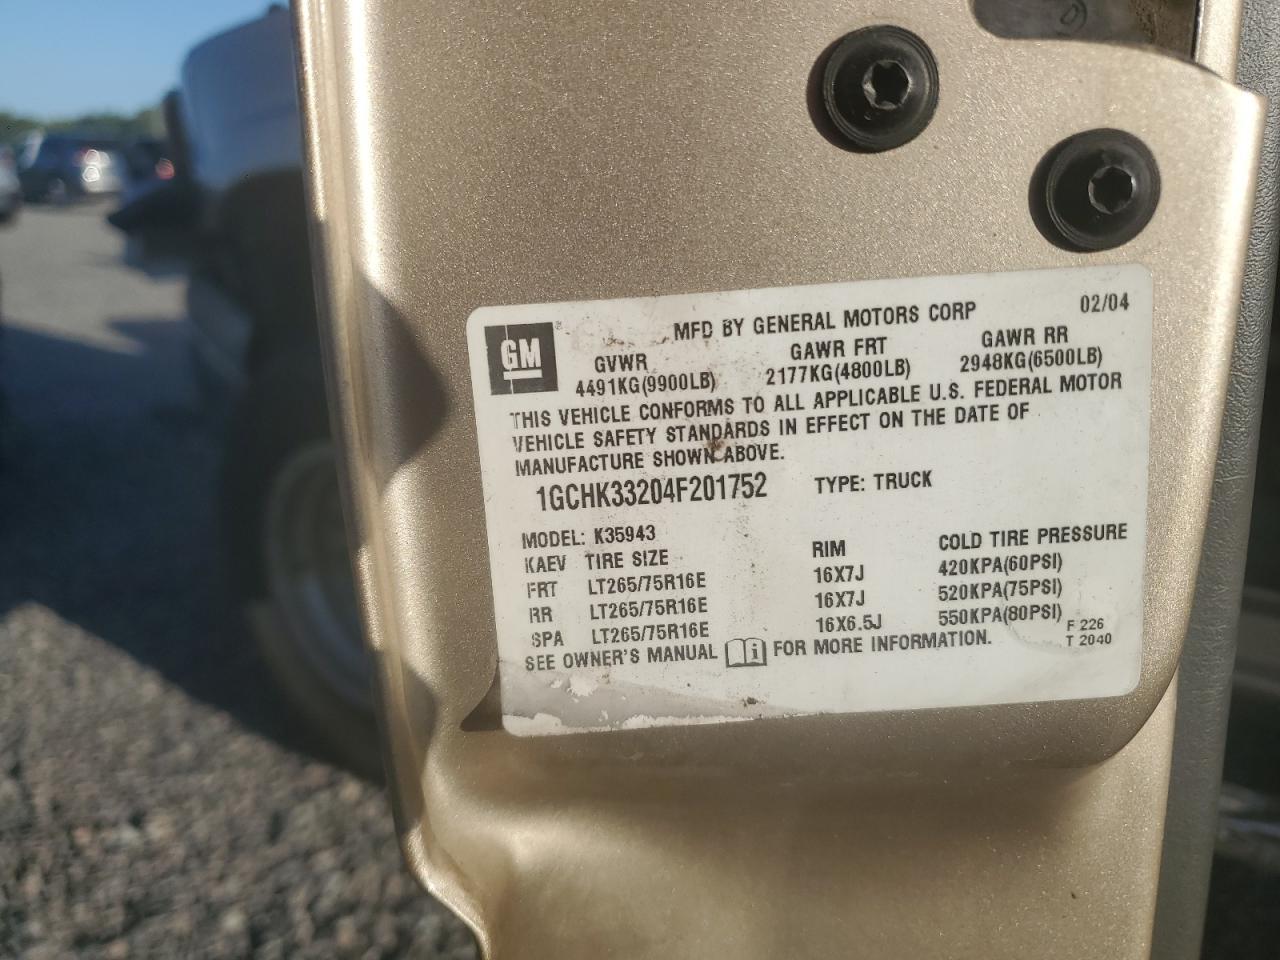 MFD BY GENERAL MOTORS CORP 02/04
GM
GVWR GAWR FRT GAWR RR
4491KG(9900LB) 2177KG(4800LB) 2948KG(6500LB)
THIS VEHICLE CONFORMS TO ALL APPLICABLE U.S. FEDERAL MOTOR
VEHICLE SAFETY STANDARDS IN EFFECT ON THE DATE OF
MANUFACTURE SHOWN ABOVE.
1GCHK33204F201752 TYPE: TRUCK
MODEL: K35943
KAEV TIRE SIZE RIM COLD TIRE PRESSURE
FRT LT265/75R16E 16X7J 420KPA(60PSI)
RR LT265/75R16E 16X7J 520KPA(75PSI)
SPA LT265/75R16E 16X6.5J 550KPA(80PSI)
SEE OWNER'S MANUAL i FOR MORE INFORMATION.
F 226
T 2040